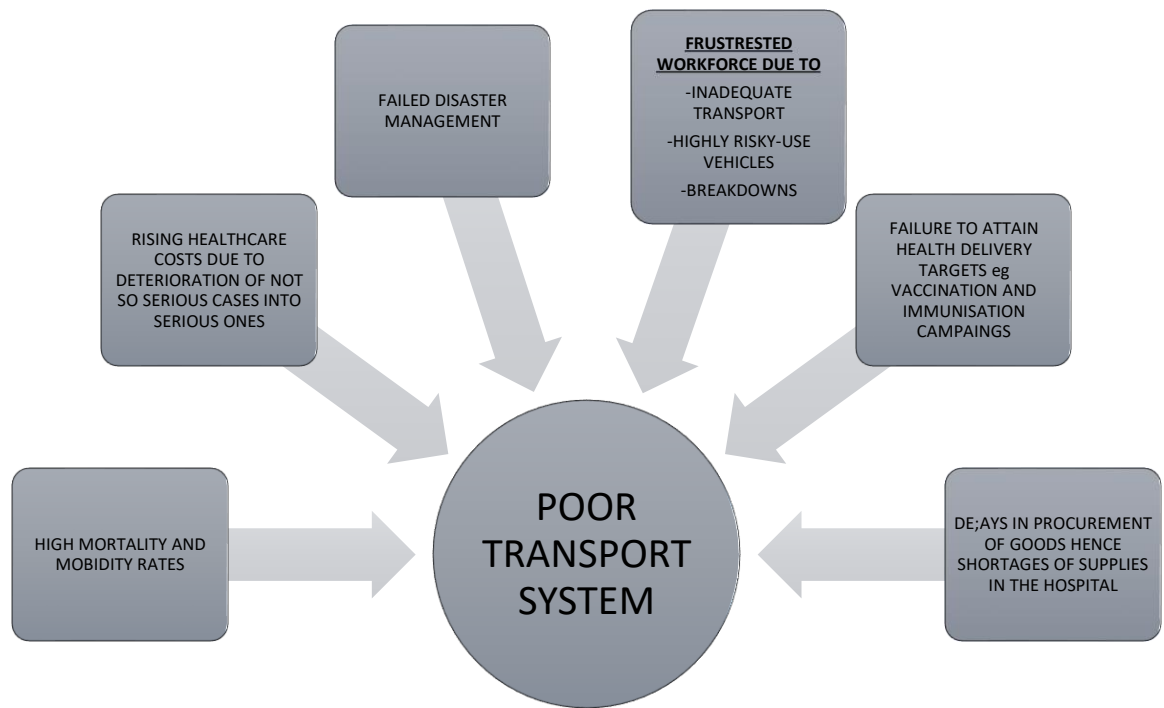 HIGH MORTALITY AND
MOBIDITY RATES
RISING HEALTHCARE
COSTS DUE TO
DETERIORATION OF NOT
SO SERIOUS CASES INTO
SERIOUS ONES
FAILED DISASTER
MANAGEMENT
FRUSTRESTED
WORKFORCE DUE TO
-INADEQUATE
TRANSPORT
-HIGHLY RISKY-USE
VEHICLES
-BREAKDOWNS
FAILURE TO ATTAIN
HEALTH DELIVERY
TARGETS eg
VACCINATION AND
IMMUNISATION
CAMPAINGS
DE;AYS IN PROCUREMENT
OF GOODS HENCE
SHORTAGES OF SUPPLIES
IN THE HOSPITAL
POOR
TRANSPORT
SYSTEM